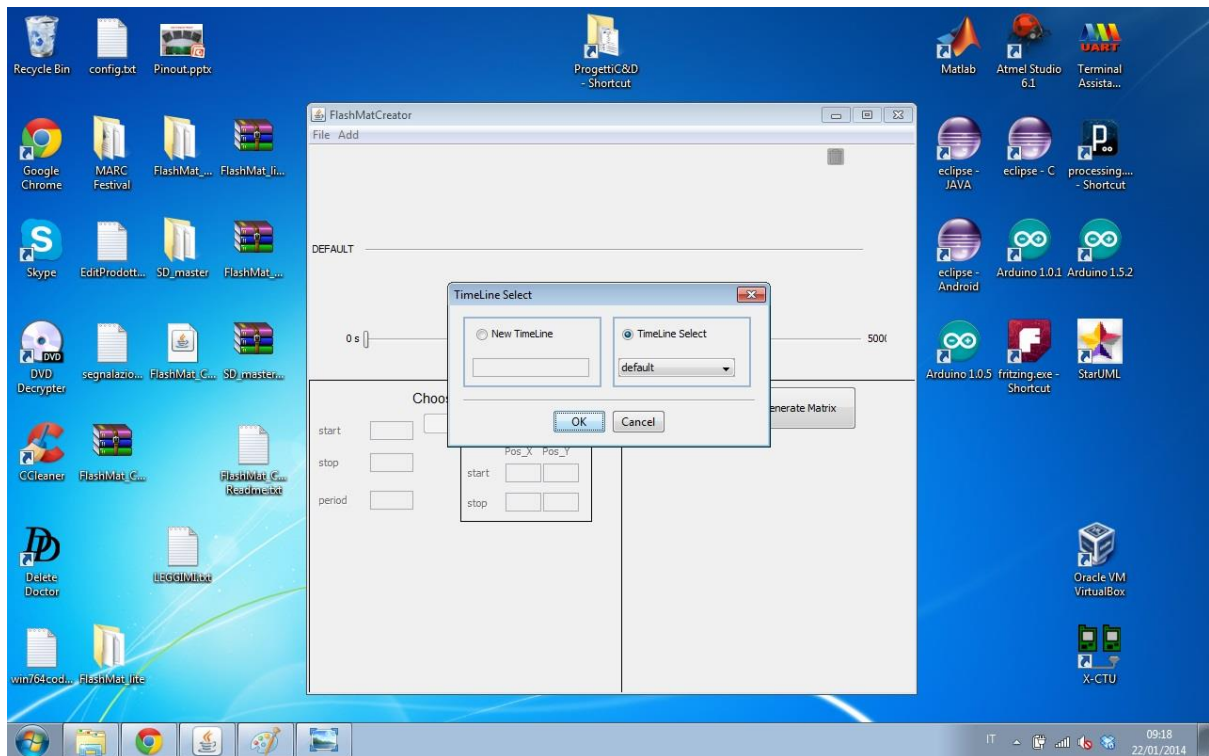 Recycle Bin
config.txt
Pinout.pptx
ProgettiC&D
- Shortcut
Matlab
Atmel Studio
6.1
UART
Terminal
Assista...
Google
Chrome
MARC
Festival
FlashMat_...
FlashMat_li...
eclipse -
JAVA
eclipse - C
processing....
- Shortcut
Skype
EditProdott...
SD_master
FlashMat_...
eclipse -
Android
Arduino 1.0.1
Arduino 1.5.2
DVD
DVD
Decrypter
segnalazio...
FlashMat_C...
SD_master...
Arduino 1.0.5
fritzing.exe -
Shortcut
StarUML
CCleaner
FlashMat_C...
FlashMat_C...
Readme.txt
Delete
Doctor
LEGGIMI.txt
Oracle VM
VirtualBox
win764cod...
FlashMat lite
X-CTU
FlashMatCreator
File Add
DEFAULT
0 s
500
TimeLine Select
New TimeLine
TimeLine Select
default
OK
Cancel
Choo
enerate Matrix
start
stop
period
Pos_X Pos_Y
start
stop
IT
09:18
22/01/2014